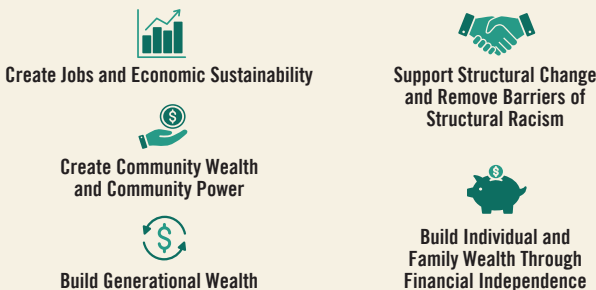 Create Jobs and Economic Sustainability
$
Create Community Wealth
and Community Power
$
Build Generational Wealth
Support Structural Change
and Remove Barriers of
Structural Racism
$
Build Individual and
Family Wealth Through
Financial Independence